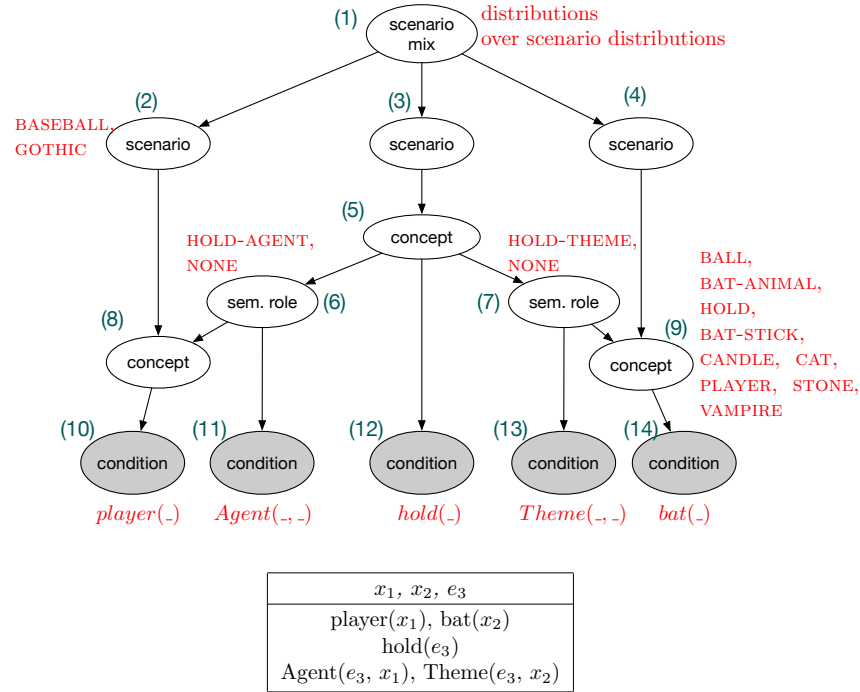 (1)
scenario
mix
distributions
over scenario distributions
(2)
(3)
(4)
BASEBALL,
GOTHIC
scenario
scenario
scenario
(5)
concept
HOLD-AGENT,
NONE
HOLD-THEME,
NONE
sem. role
(6)
(7)
sem. role
BALL,
BAT-ANIMAL,
HOLD,
BAT-STICK,
CANDLE, CAT,
PLAYER, STONE,
VAMPIRE
(8)
concept
(9)
concept
(10)
(11)
(12)
(13)
(14)
condition
condition
condition
condition
condition
player(_)
Agent(_, _)
hold(_)
Theme(_, _)
bat(_)
x₁, x₂, e₃
player(x₁), bat(x₂)
hold(e₃)
Agent(e₃, x₁), Theme(e₃, x₂)